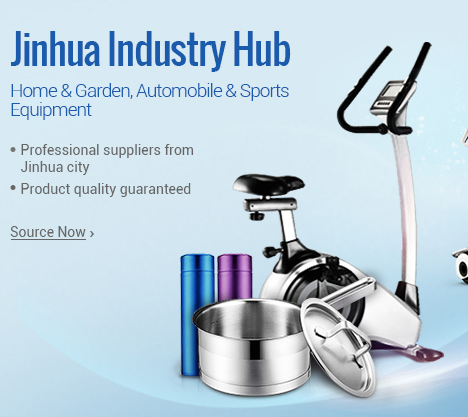 Jinhua Industry Hub
Home & Garden, Automobile & Sports
Equipment
• Professional suppliers from
Jinhua city
• Product quality guaranteed
Source Now ›